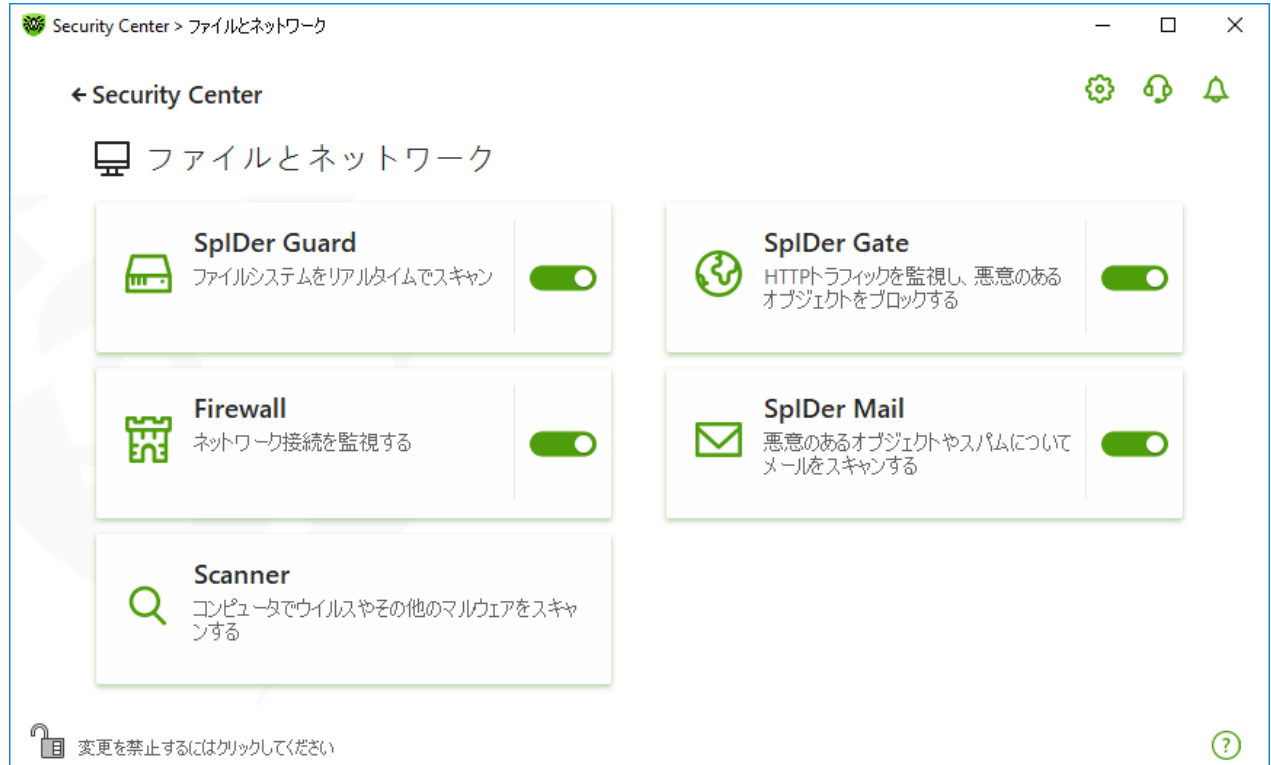 Security Center > ファイルとネットワーク
Security Center
ファイルとネットワーク
SpIDer Guard
ファイルシステムをリアルタイムでスキャン
SpIDer Gate
HTTPトラフィックを監視し、悪意のある
オブジェクトをブロックする
Firewall
ネットワーク接続を監視する
SpIDer Mail
悪意のあるオブジェクトやスパムについて
メールをスキャンする
Scanner
コンピュータでウイルスやその他のマルウェアをスキャ
ンする
変更を禁止するにはクリックしてください
?